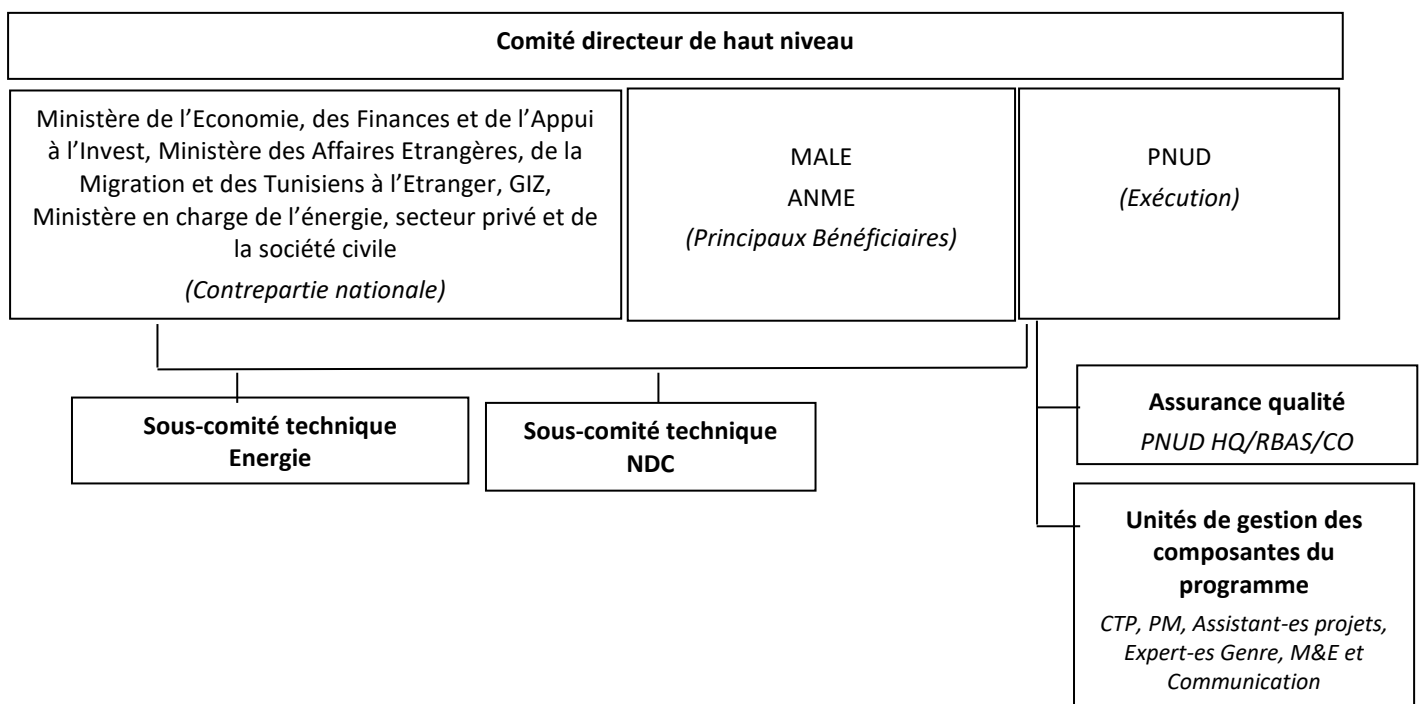 Comité directeur de haut niveau
Ministère de l’Economie, des Finances et de l’Appui
à l’Invest, Ministère des Affaires Etrangères, de la
Migration et des Tunisiens à l’Etranger, GIZ,
Ministère en charge de l’énergie, secteur privé et de
la société civile
(Contrepartie nationale)
MALE
ANME
(Principaux Bénéficiaires)
PNUD
(Exécution)
Sous-comité technique
Energie
Sous-comité technique
NDC
Assurance qualité
PNUD HQ/RBAS/CO
Unités de gestion des
composantes du
programme
CTP, PM, Assistant-es projets,
Expert-es Genre, M&E et
Communication